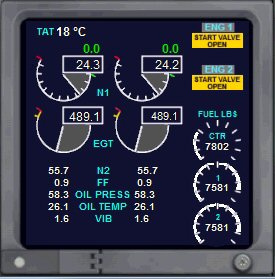 TAT 18 °C
ENG 1
START VALVE
OPEN
0.0 0.0
24.3 24.2
N1
ENG 2
START VALVE
OPEN
489.1 489.1
EGT
FUEL LBS
CTR
7802
55.7 N2 55.7
0.9 FF 0.9
58.3 OIL PRESS 58.3
26.1 OIL TEMP 26.1
1.6 VIB 1.6
1
7581
2
7581